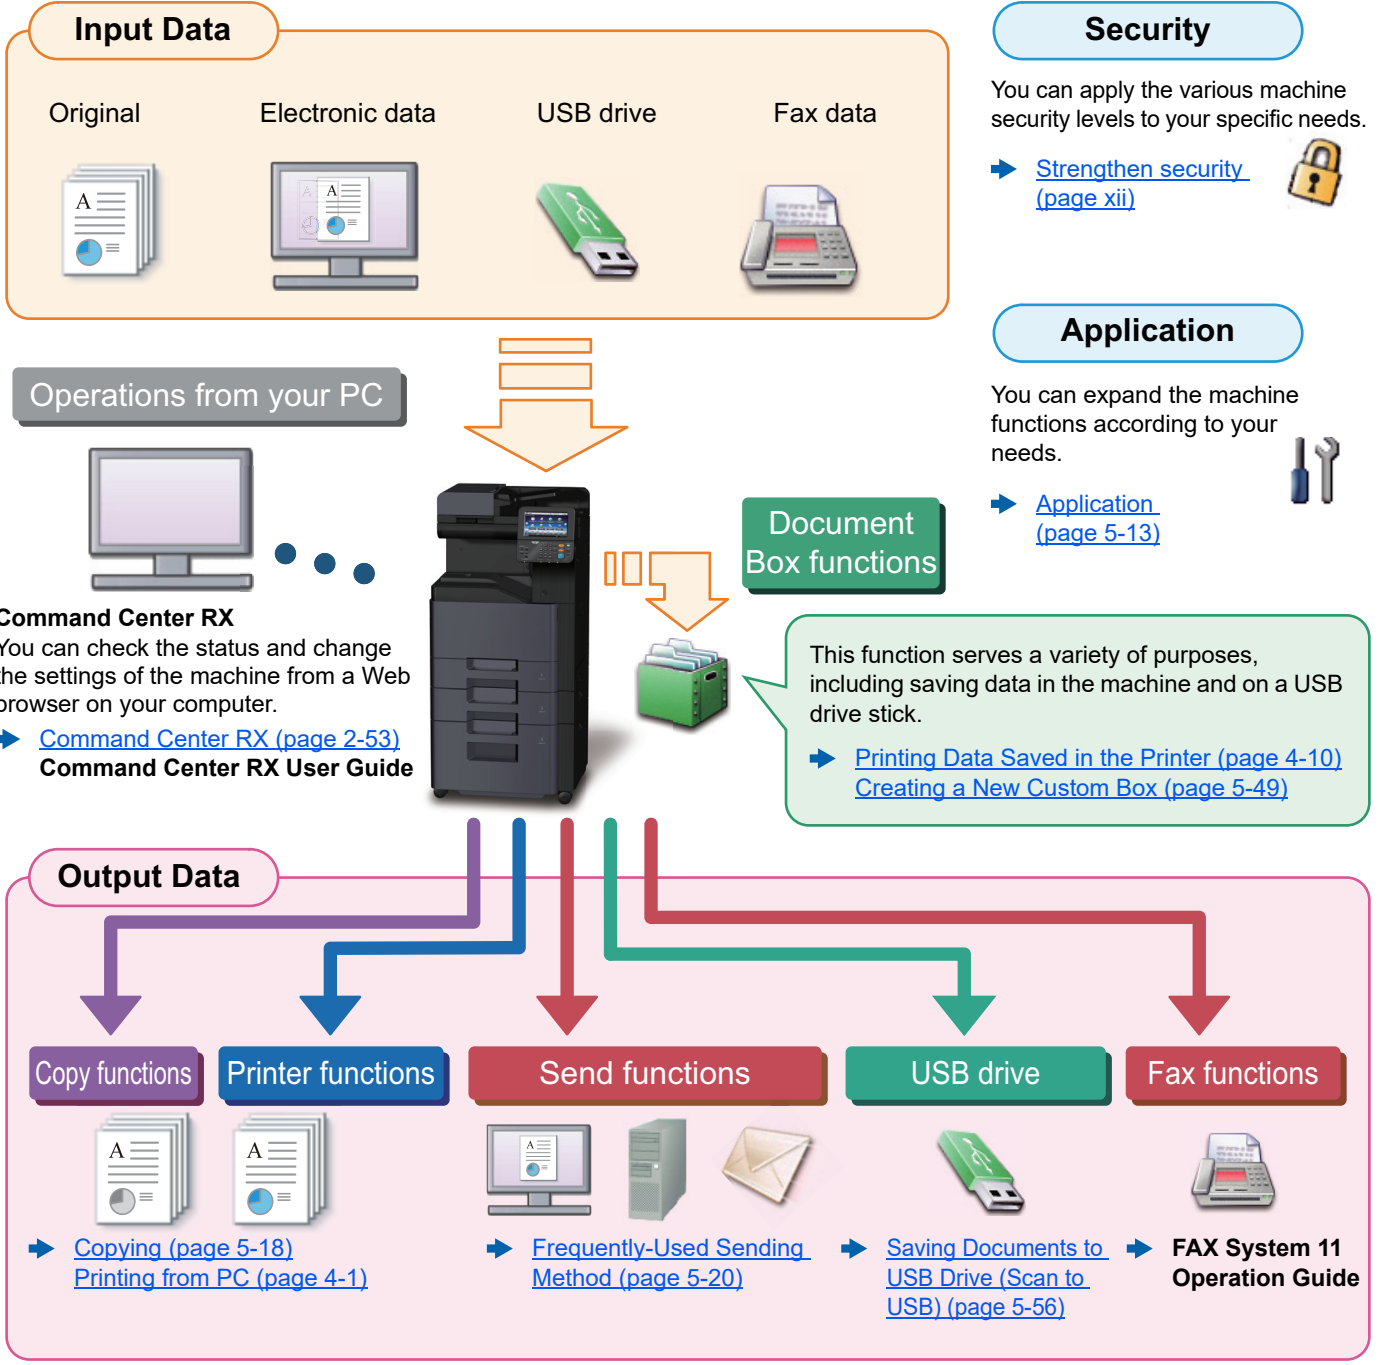 Input Data
Original
Electronic data
USB drive
Fax data
Security
You can apply the various machine
security levels to your specific needs.
Strengthen security
(page xii)
Application
You can expand the machine
functions according to your
needs.
Application
(page 5-13)
Operations from your PC
Command Center RX
You can check the status and change
the settings of the machine from a Web
browser on your computer.
Command Center RX (page 2-53)
Command Center RX User Guide
Document
Box functions
This function serves a variety of purposes,
including saving data in the machine and on a USB
drive stick.
Printing Data Saved in the Printer (page 4-10)
Creating a New Custom Box (page 5-49)
Output Data
Copy functions
Printer functions
Send functions
USB drive
Fax functions
Copying (page 5-18)
Printing from PC (page 4-1)
Frequently-Used Sending
Method (page 5-20)
Saving Documents to
USB Drive (Scan to
USB) (page 5-56)
FAX System 11
Operation Guide